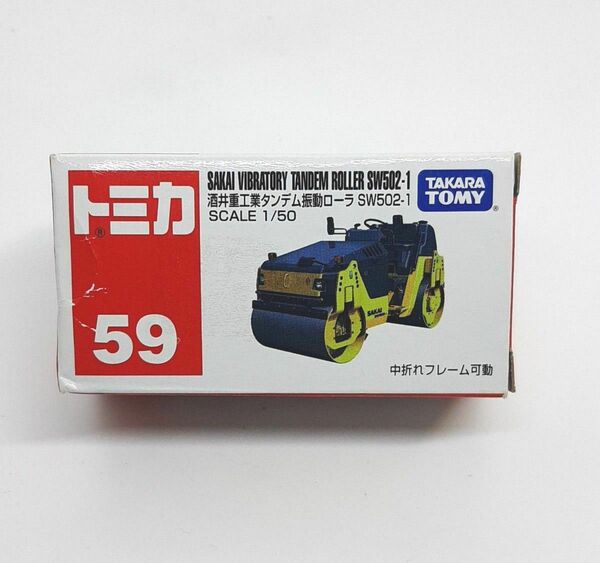 トミカ
®
59
SAKAI VIBRATORY TANDEM ROLLER SW502-1
酒井重工業タンデム振動ローラ SW502-1
SCALE 1/50
TAKARA
TOMY
®
SAKAI
中折れフレーム可動